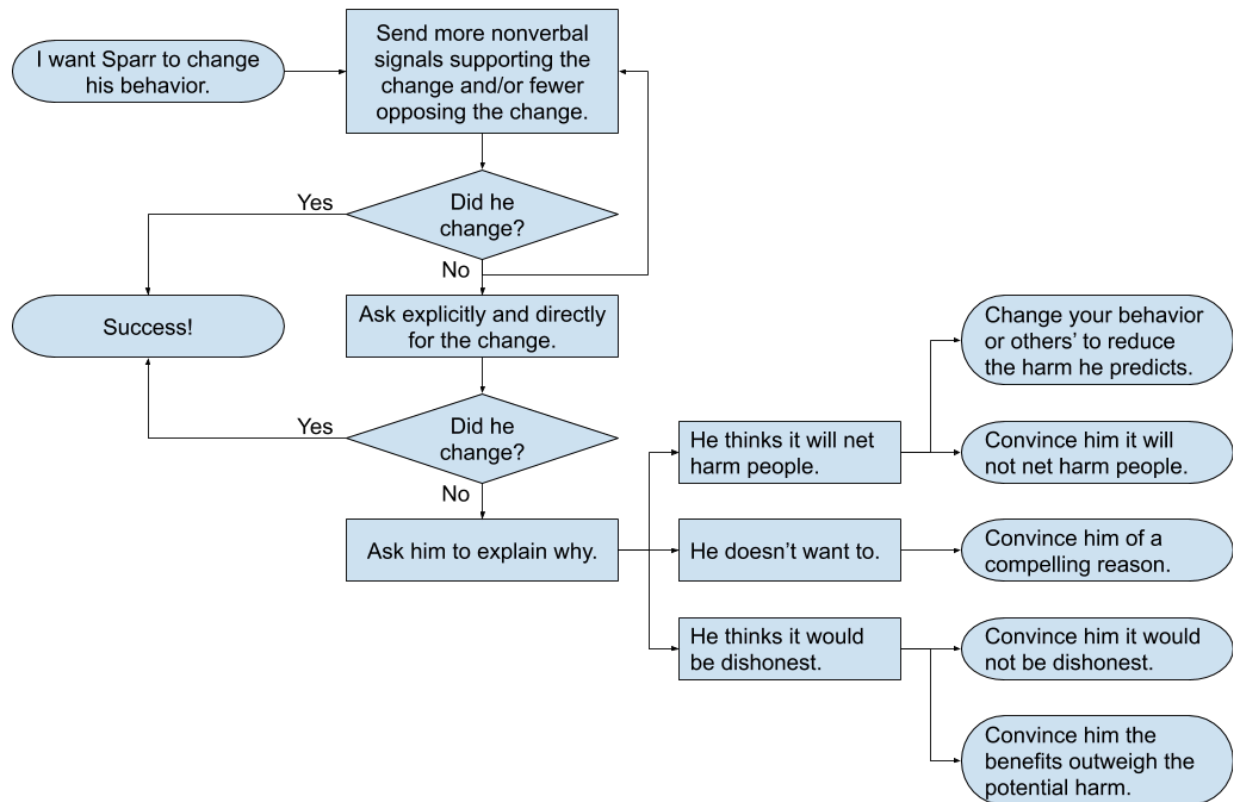 I want Sparr to change
his behavior.
Send more nonverbal
signals supporting the
change and/or fewer
opposing the change.
Did he
change?
Yes
No
Success!
Ask explicitly and directly
for the change.
Did he
change?
Yes
No
Ask him to explain why.
He thinks it will net
harm people.
Change your behavior
or others’ to reduce
the harm he predicts.
Convince him it will
not net harm people.
He doesn’t want to.
Convince him of a
compelling reason.
He thinks it would
be dishonest.
Convince him it would
not be dishonest.
Convince him the
benefits outweigh the
potential harm.